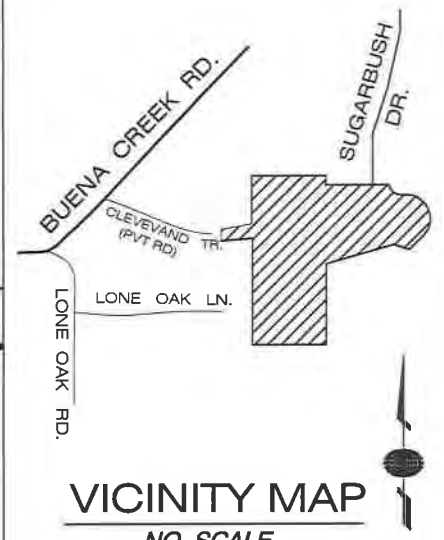 BUENA CREEK RD.
SUGARBUSH
DR.
CLEVEVAND TR.
(PVT RD)
LONE OAK LN.
LONE OAK RD.
VICINITY MAP
NO SCALE